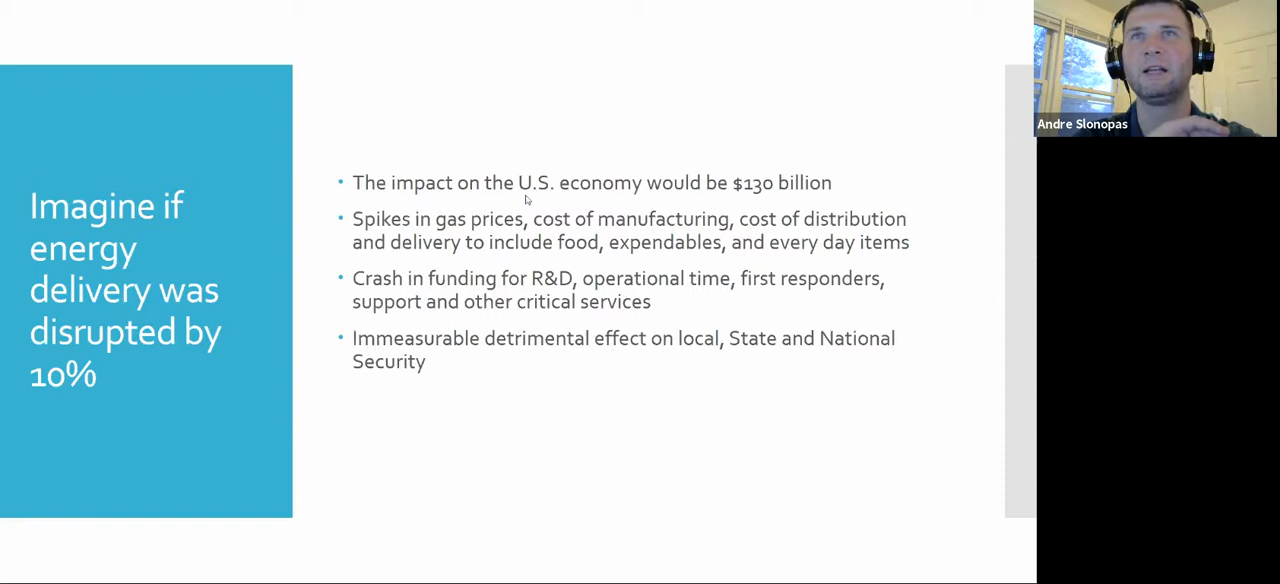 Imagine if
energy
delivery was
disrupted by
10%
• The impact on the U.S. economy would be $130 billion
• Spikes in gas prices, cost of manufacturing, cost of distribution
and delivery to include food, expendables, and every day items
• Crash in funding for R&D, operational time, first responders,
support and other critical services
• Immeasurable detrimental effect on local, State and National
Security
Andre Slonopas